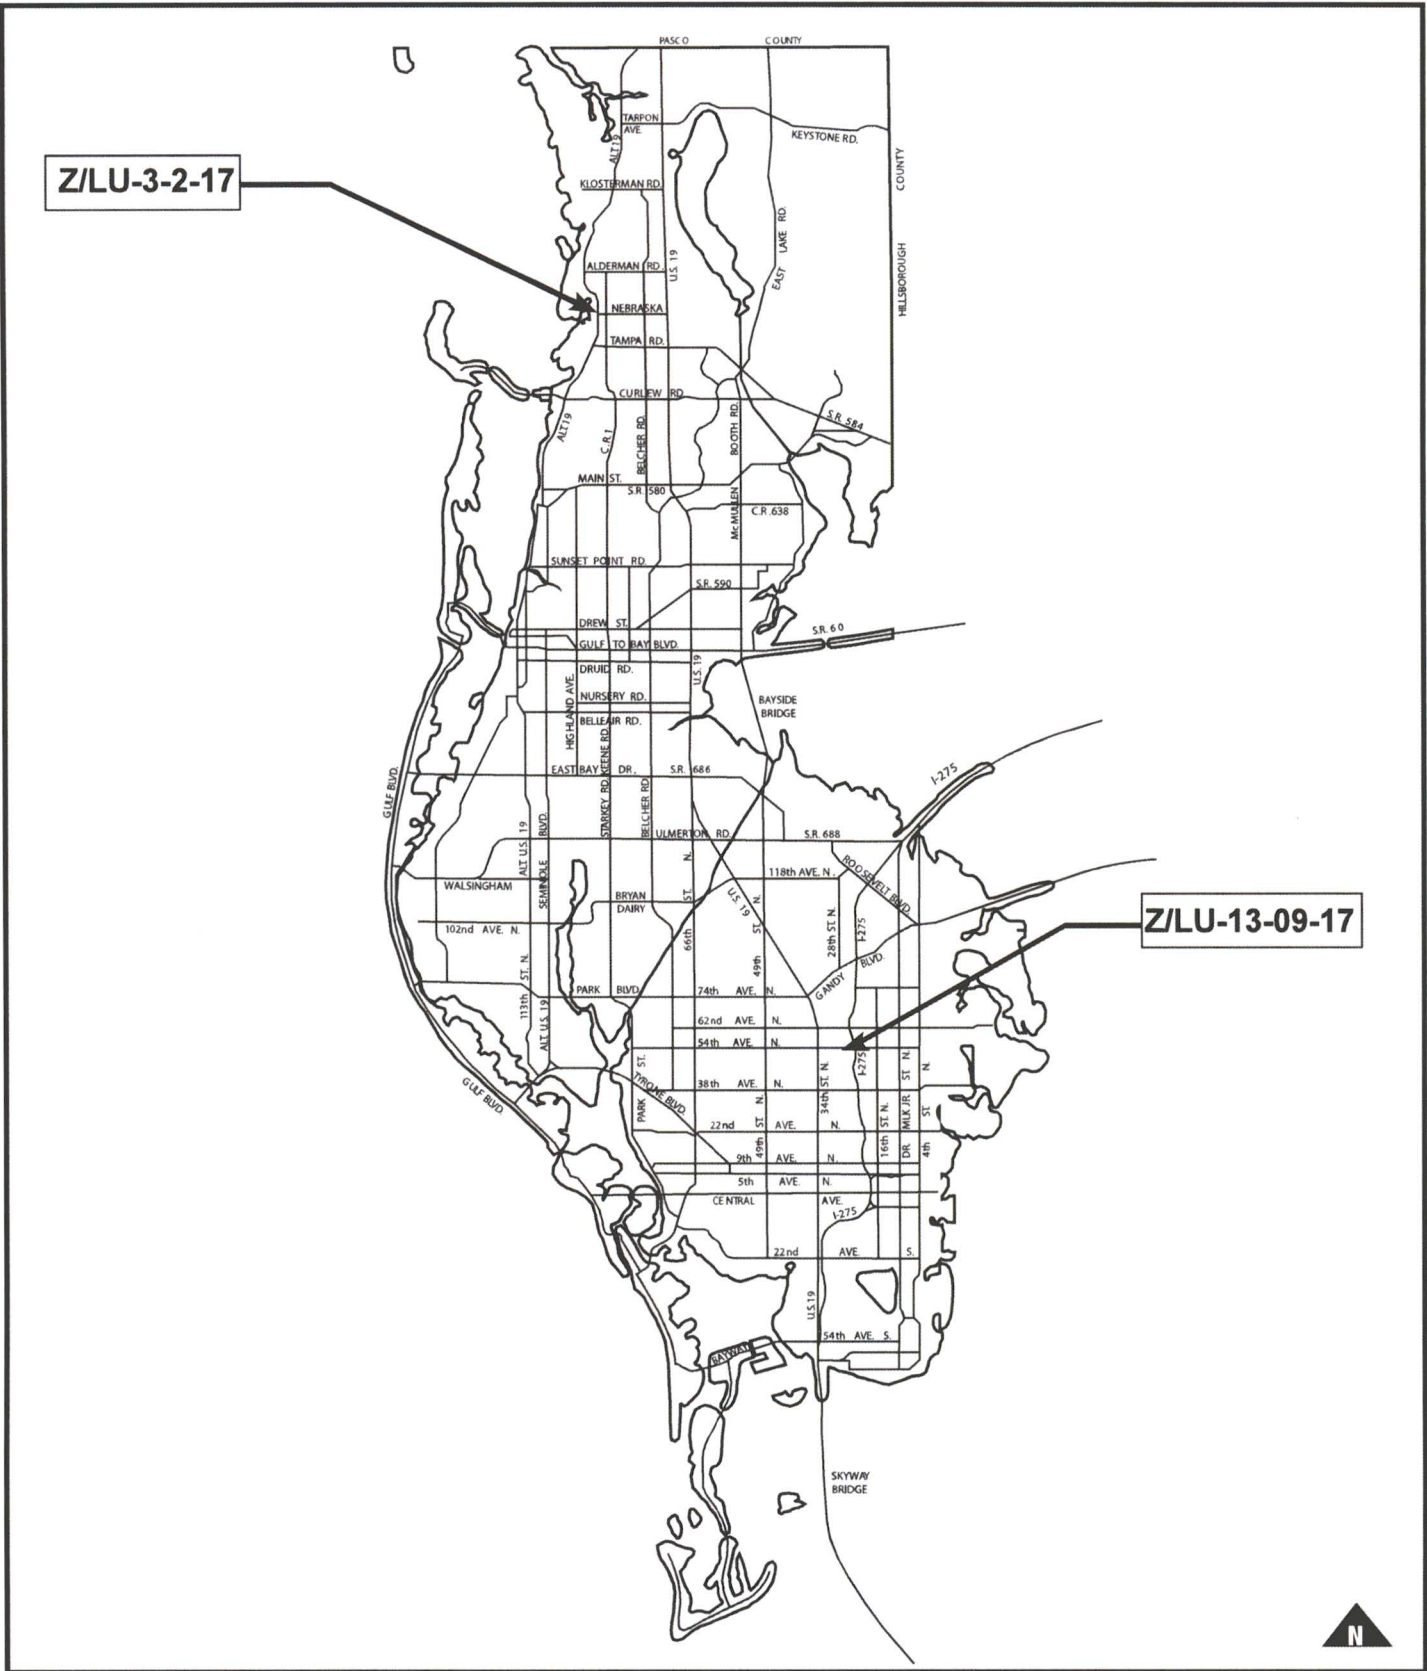 PASCO COUNTY
TARPON
AVE.
ALT 19
KEYSTONE RD.
COUNTY
HILLSBOROUGH
Z/LU-3-2-17
KLOSTERMAN RD.
EAST LAKE RD.
U.S. 19
ALDERMAN RD.
NEBRASKA
TAMPA RD.
CURLEW RD.
S.R. 584
ALT 19
C.R. 1
BELCHER RD.
McMULLEN BOOTH RD.
MAIN ST.
S.R. 580
C.R. 638
SUNSET POINT RD.
S.R. 590
DREW ST.
S.R. 60
GULF TO BAY BLVD.
DRUID RD.
U.S. 19
HIGHLAND AVE.
NURSERY RD.
BAYSIDE
BRIDGE
BELLEAIR RD.
KEENE RD.
EAST BAY DR. S.R. 686
I-275
GULF BLVD.
STARKEY RD.
BELCHER RD.
ALT. U.S. 19
SEMINOLE BLVD.
ULMERTON RD. S.R. 688
118th AVE. N.
ROOSEVELT BLVD.
WALSINGHAM
BRYAN
DAIRY
U.S. 19
102nd AVE. N.
66th ST. N.
49th ST. N.
28th ST. N.
I-275
Z/LU-13-09-17
GANDY BLVD.
113th ST. N.
ALT U.S. 19
PARK BLVD.
74th AVE. N.
62nd AVE. N.
54th AVE. N.
I-275
GULF BLVD.
PARK ST.
TYRONE BLVD.
38th AVE. N.
34th ST. N.
22nd AVE. N.
49th ST N.
16th ST. N.
DR. MLK JR. ST N.
4th ST N.
9th AVE. N.
5th AVE. N.
CENTRAL AVE.
I-275
22nd AVE. S.
U.S. 19
54th AVE. S.
BAYWAY
SKYWAY
BRIDGE
N